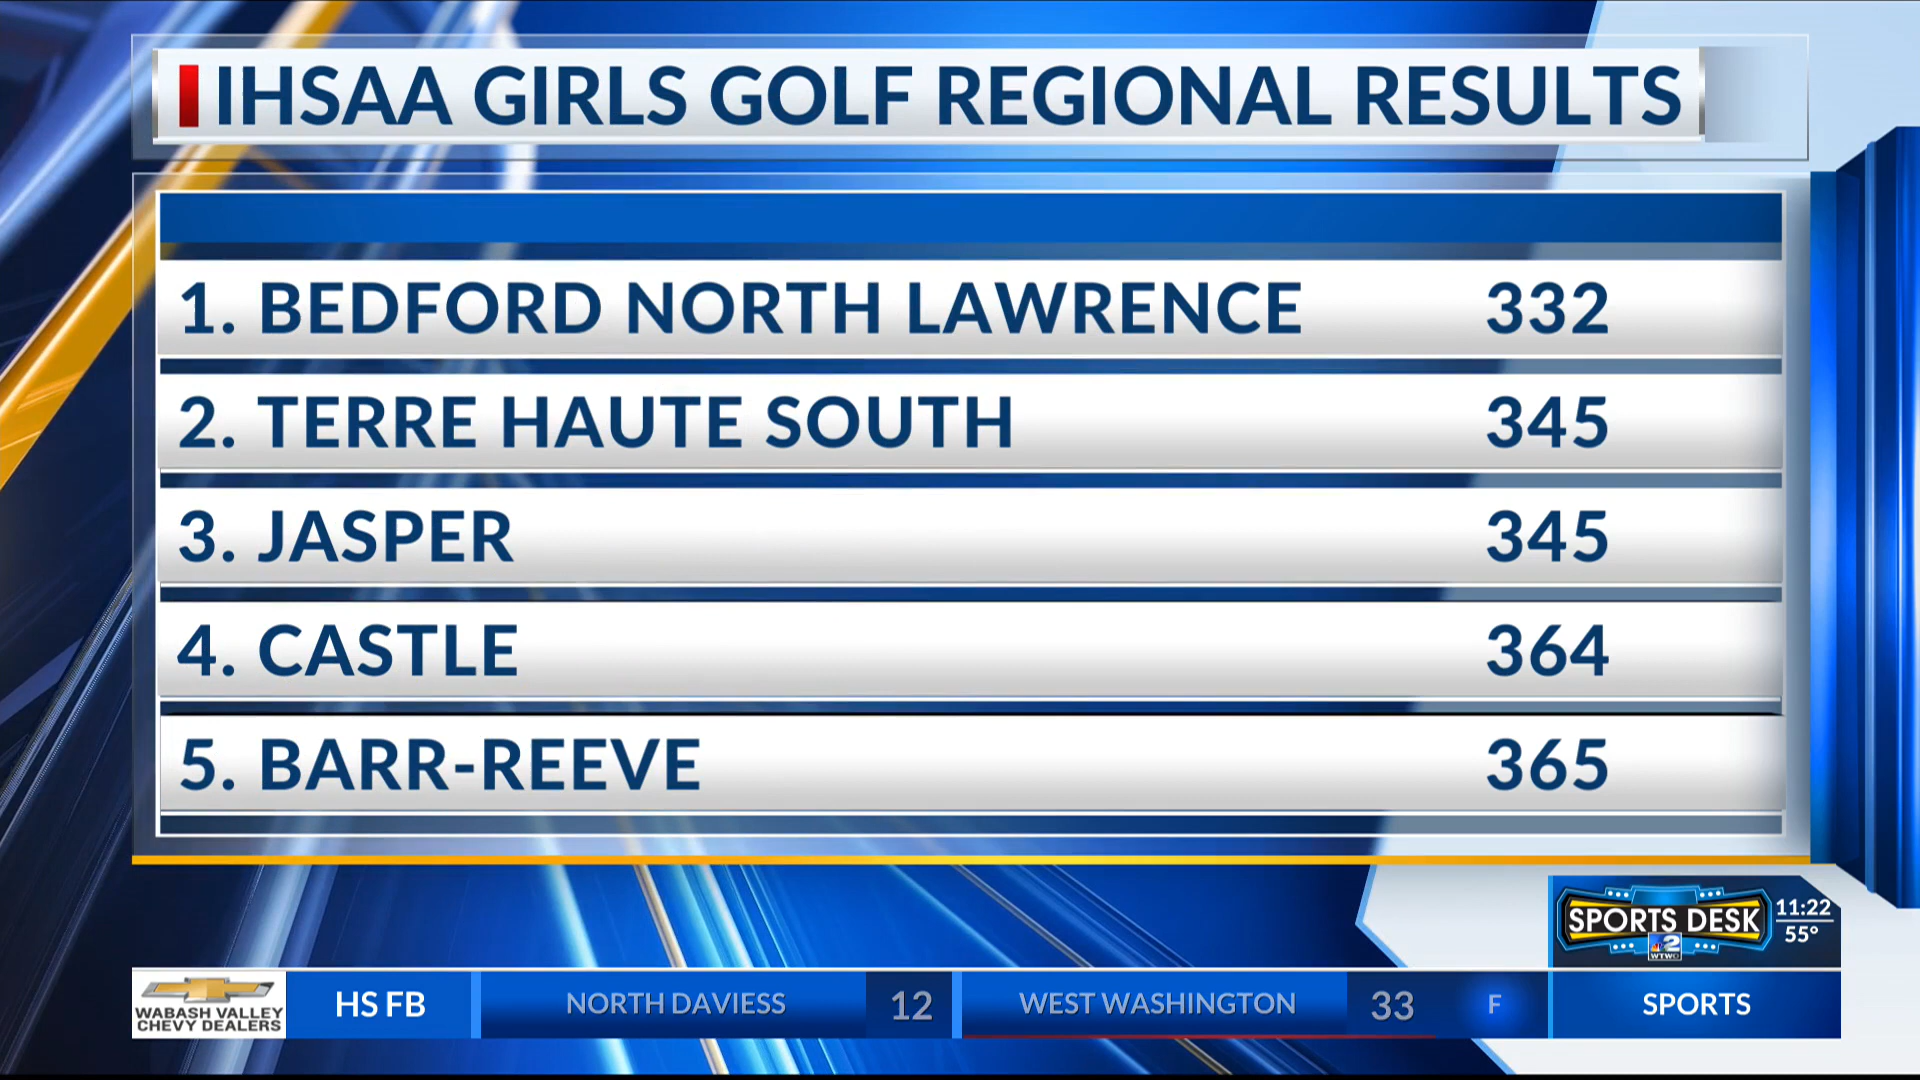 IHSAA GIRLS GOLF REGIONAL RESULTS
1. BEDFORD NORTH LAWRENCE 332
2. TERRE HAUTE SOUTH 345
3. JASPER 345
4. CASTLE 364
5. BARR-REEVE 365
SPORTS DESK
2
WTWO
11:22
55°
WABASH VALLEY
CHEVY DEALERS
HS FB
NORTH DAVIESS 12
WEST WASHINGTON 33 F
SPORTS